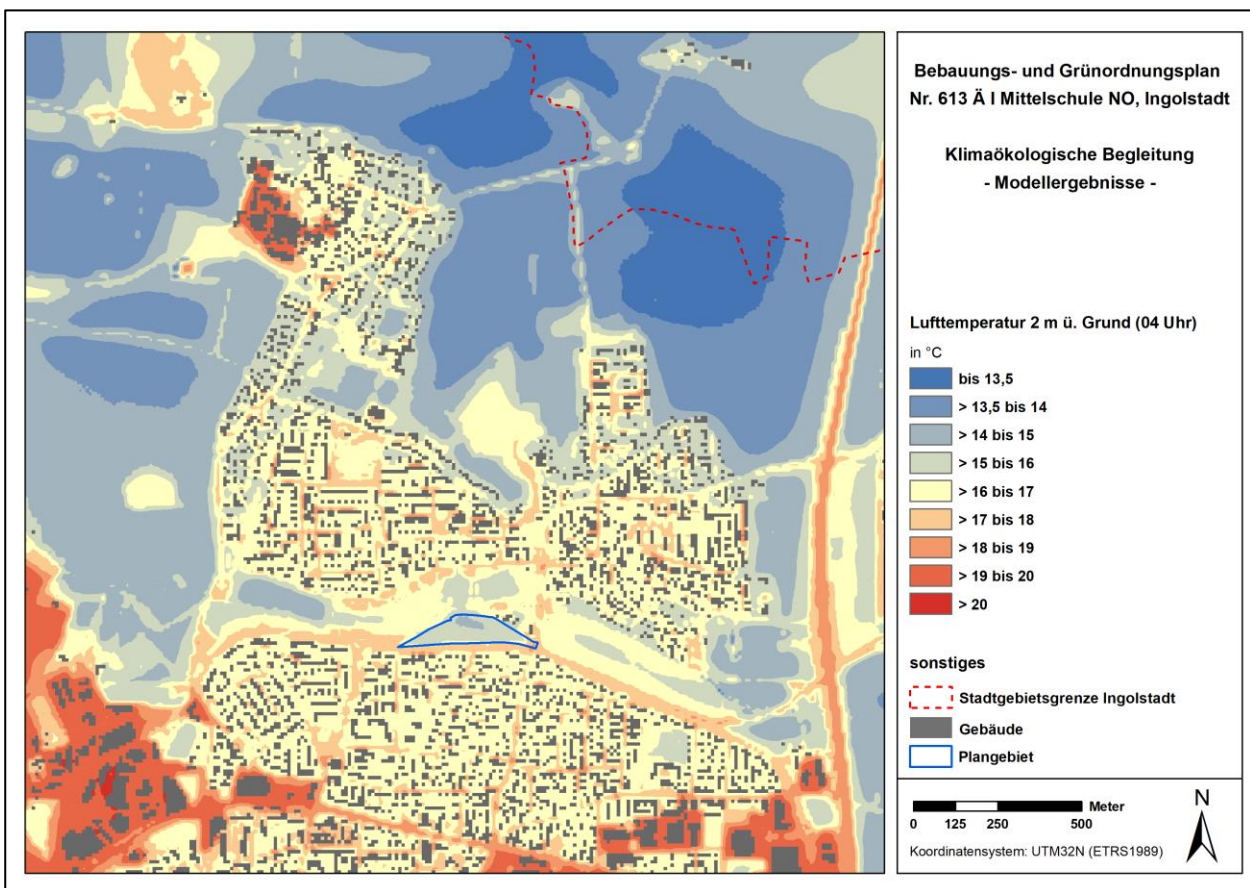 Bebauungs- und Grünordnungsplan
Nr. 613 Ä I Mittelschule NO, Ingolstadt
Klimaökologische Begleitung
- Modellergebnisse -
Lufttemperatur 2 m ü. Grund (04 Uhr)
in °C
bis 13,5
> 13,5 bis 14
> 14 bis 15
> 15 bis 16
> 16 bis 17
> 17 bis 18
> 18 bis 19
> 19 bis 20
> 20
sonstiges
Stadtgebietsgrenze Ingolstadt
Gebäude
Plangebiet
Meter
0 125 250 500
N
Koordinatensystem: UTM32N (ETRS1989)